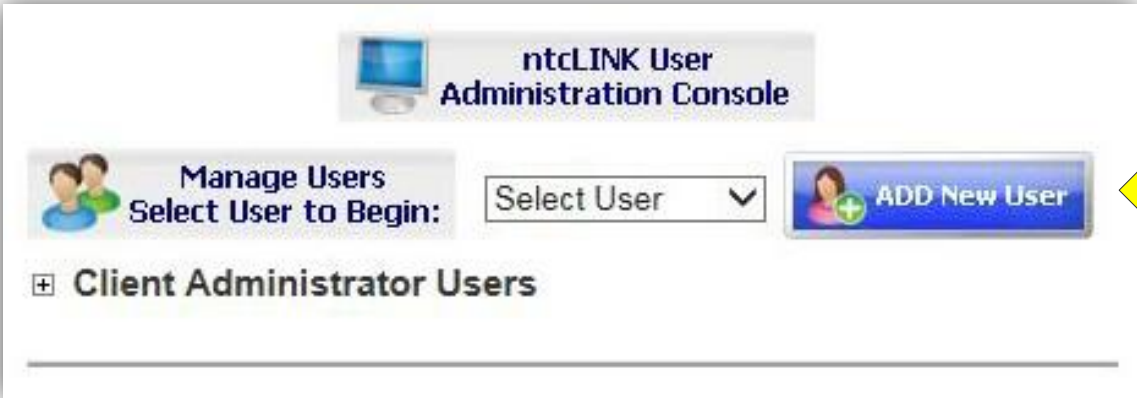 ntcLINK User
Administration Console
Manage Users
Select User to Begin:
Select User
ADD New User
Client Administrator Users